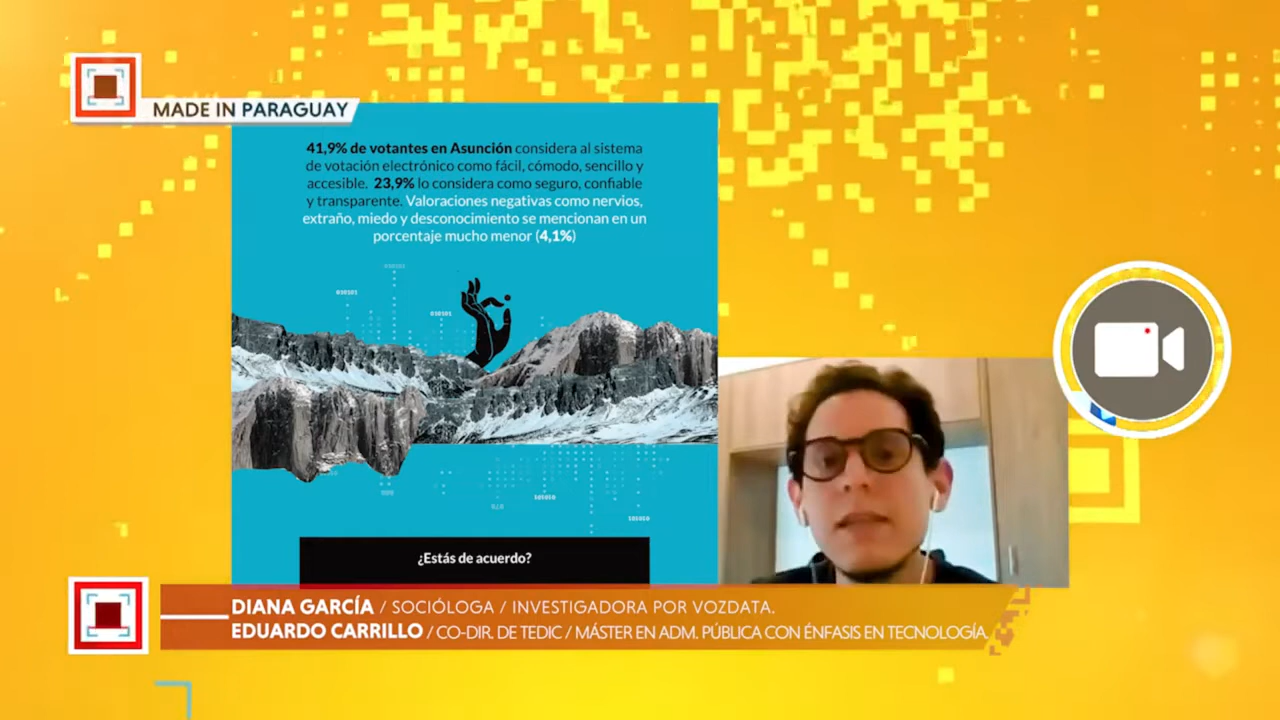 MADE IN PARAGUAY
41,9% de votantes en Asunción considera al sistema
de votación electrónico como fácil, cómodo, sencillo y
accesible. 23,9% lo considera como seguro, confiable
y transparente. Valoraciones negativas como nervios,
extraño, miedo y desconocimiento se mencionan en un
porcentaje mucho menor (4,1%)
¿Estás de acuerdo?
DIANA GARCÍA / SOCIÓLOGA / INVESTIGADORA POR VOZDATA.
EDUARDO CARRILLO / CO-DIR. DE TEDIC / MÁSTER EN ADM. PÚBLICA CON ÉNFASIS EN TECNOLOGÍA.